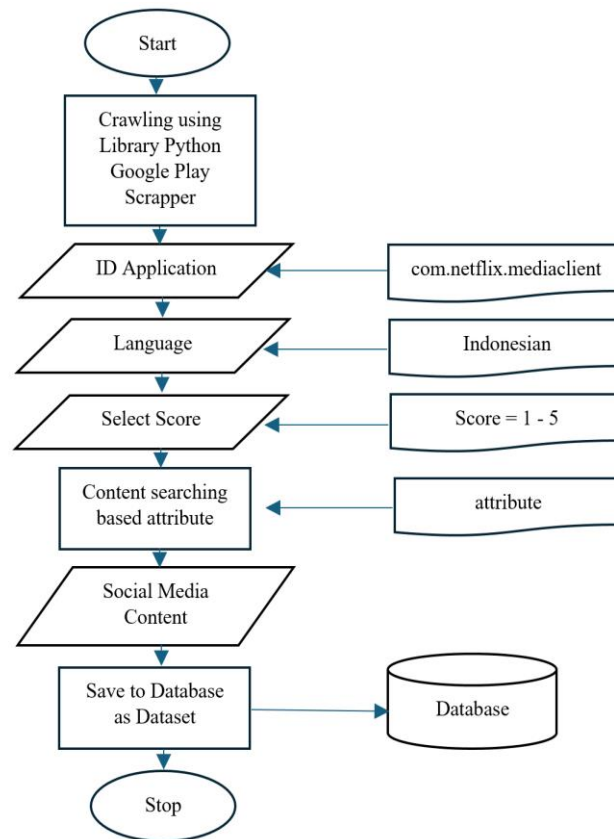 Start
Crawling using
Library Python
Google Play
Scrapper
ID Application
com.netflix.mediaclient
Language
Indonesian
Select Score
Score = 1 - 5
Content searching
based attribute
attribute
Social Media
Content
Save to Database
as Dataset
Database
Stop